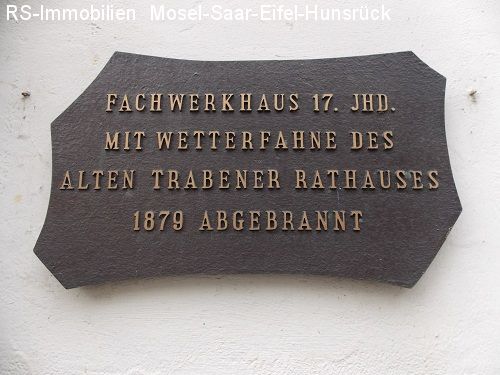 RS-Immobilien Mosel-Saar-Eifel-Hunsrück
FACHWERKHAUS 17. JHD.
MIT WETTERFAHNE DES
ALTEN TRABENER RATHAUSES
1879 ABGEBRANNT